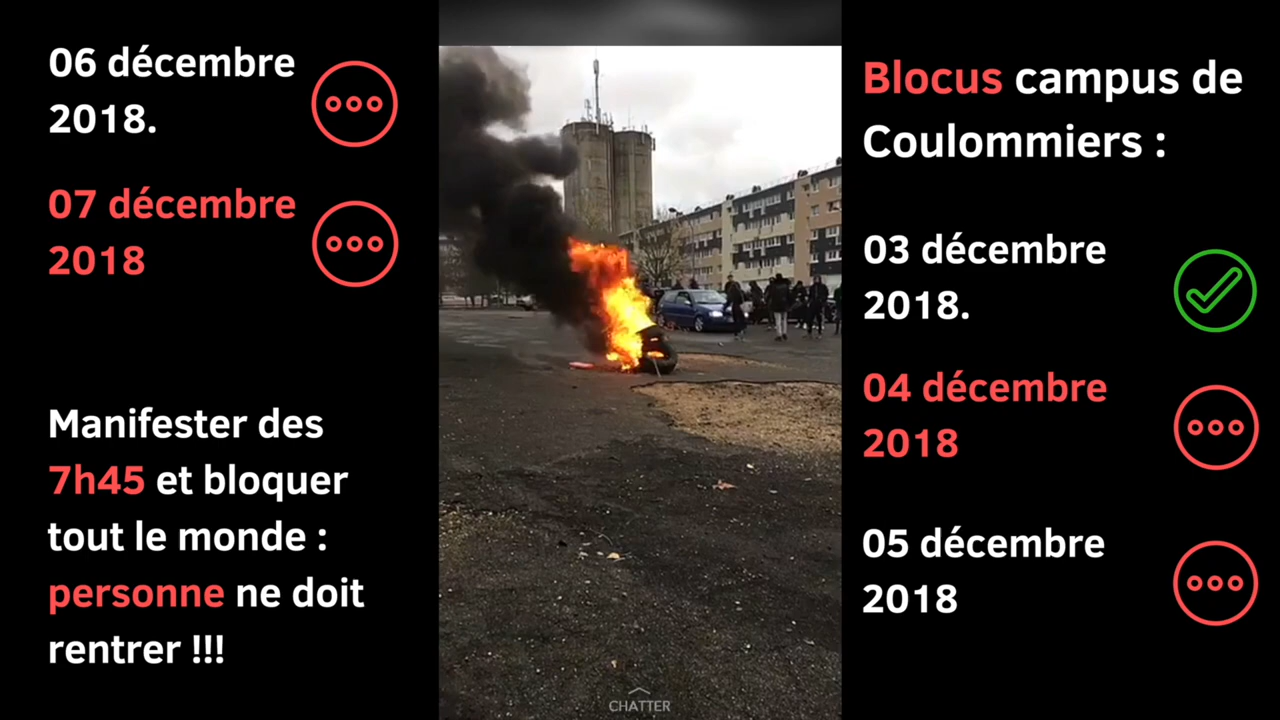 06 décembre
2018.
07 décembre
2018
Manifester des
7h45 et bloquer
tout le monde :
personne ne doit
rentrer !!!
CHATTER
Blocus campus de
Coulommiers :
03 décembre
2018.
04 décembre
2018
05 décembre
2018